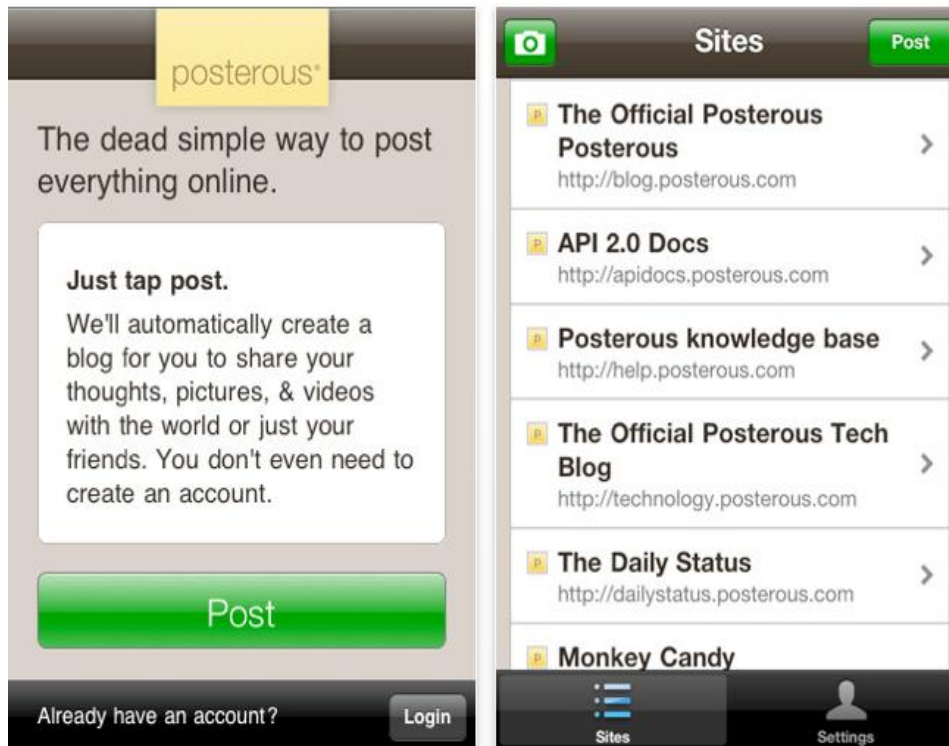 posterous®
The dead simple way to post
everything online.
Just tap post.
We'll automatically create a
blog for you to share your
thoughts, pictures, & videos
with the world or just your
friends. You don't even need to
create an account.
Post
Already have an account?
Login
Sites
Post
P
The Official Posterous
Posterous
http://blog.posterous.com
P
API 2.0 Docs
http://apidocs.posterous.com
P
Posterous knowledge base
http://help.posterous.com
P
The Official Posterous Tech
Blog
http://technology.posterous.com
P
The Daily Status
http://dailystatus.posterous.com
P
Monkey Candy
Sites
Settings